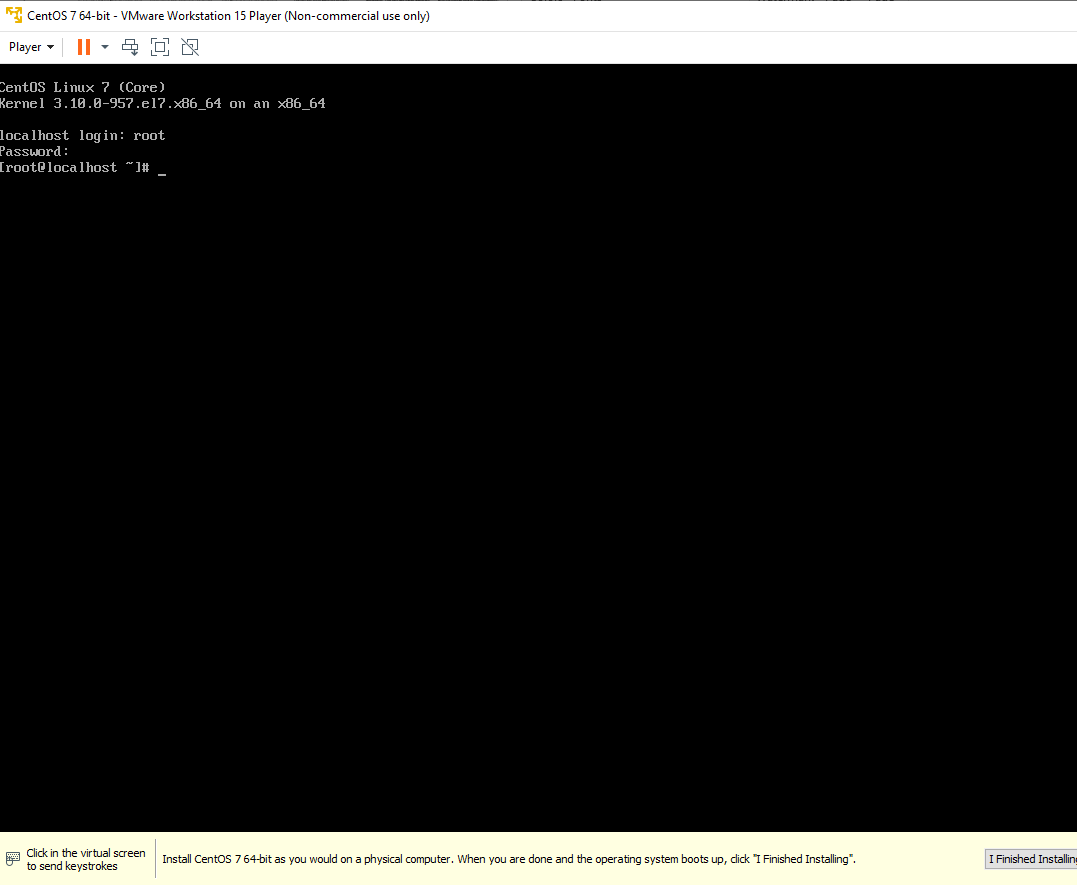 CentOS 7 64-bit - VMware Workstation 15 Player (Non-commercial use only)
Player
CentOS Linux 7 (Core)
Kernel 3.10.0-957.el7.x86_64 on an x86_64
localhost login: root
Password:
[root@localhost ~]# _
Click in the virtual screen
to send keystrokes
Install CentOS 7 64-bit as you would on a physical computer. When you are done and the operating system boots up, click "I Finished Installing".
I Finished Installing